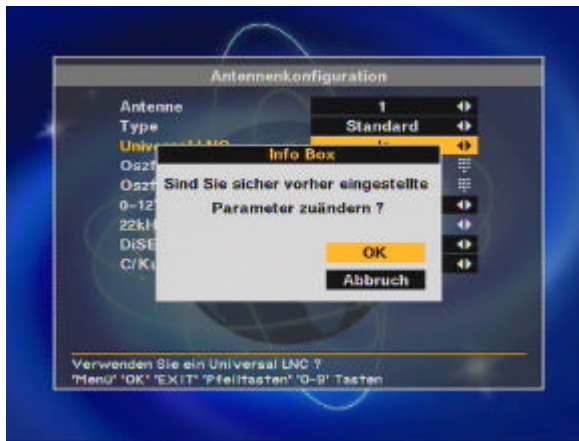 Antennenkonfiguration
Antenne 1
Type Standard
Info Box
Sind Sie sicher vorher eingestellte
Parameter zuändern ?
OK
Abbruch
Verwenden Sie ein Universal LNC ?
"Menü" "OK" "EXIT" "Pfeiltasten" "0-9" Tasten